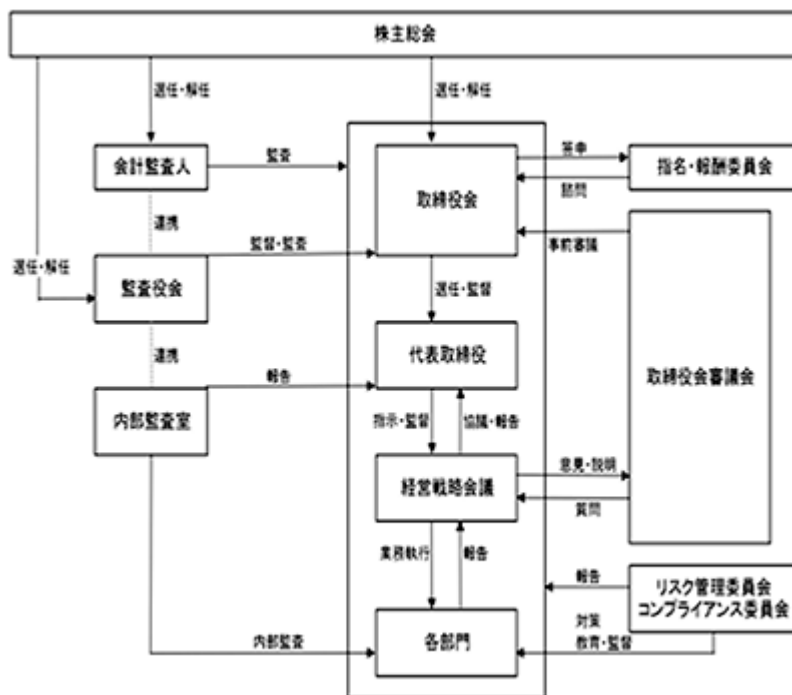 株主総会
選任・解任
選任・解任
会計監査人
監査
取締役会
答申
諮問
指名・報酬委員会
連携
選任・解任
監督・監査
事前審議
監査役会
選任・監督
連携
代表取締役
取締役会審議会
報告
内部監査室
指示・監督
協議・報告
経営戦略会議
意見・説明
質問
業務執行
報告
報告
リスク管理委員会
コンプライアンス委員会
対策
教育・監督
内部監査
各部門